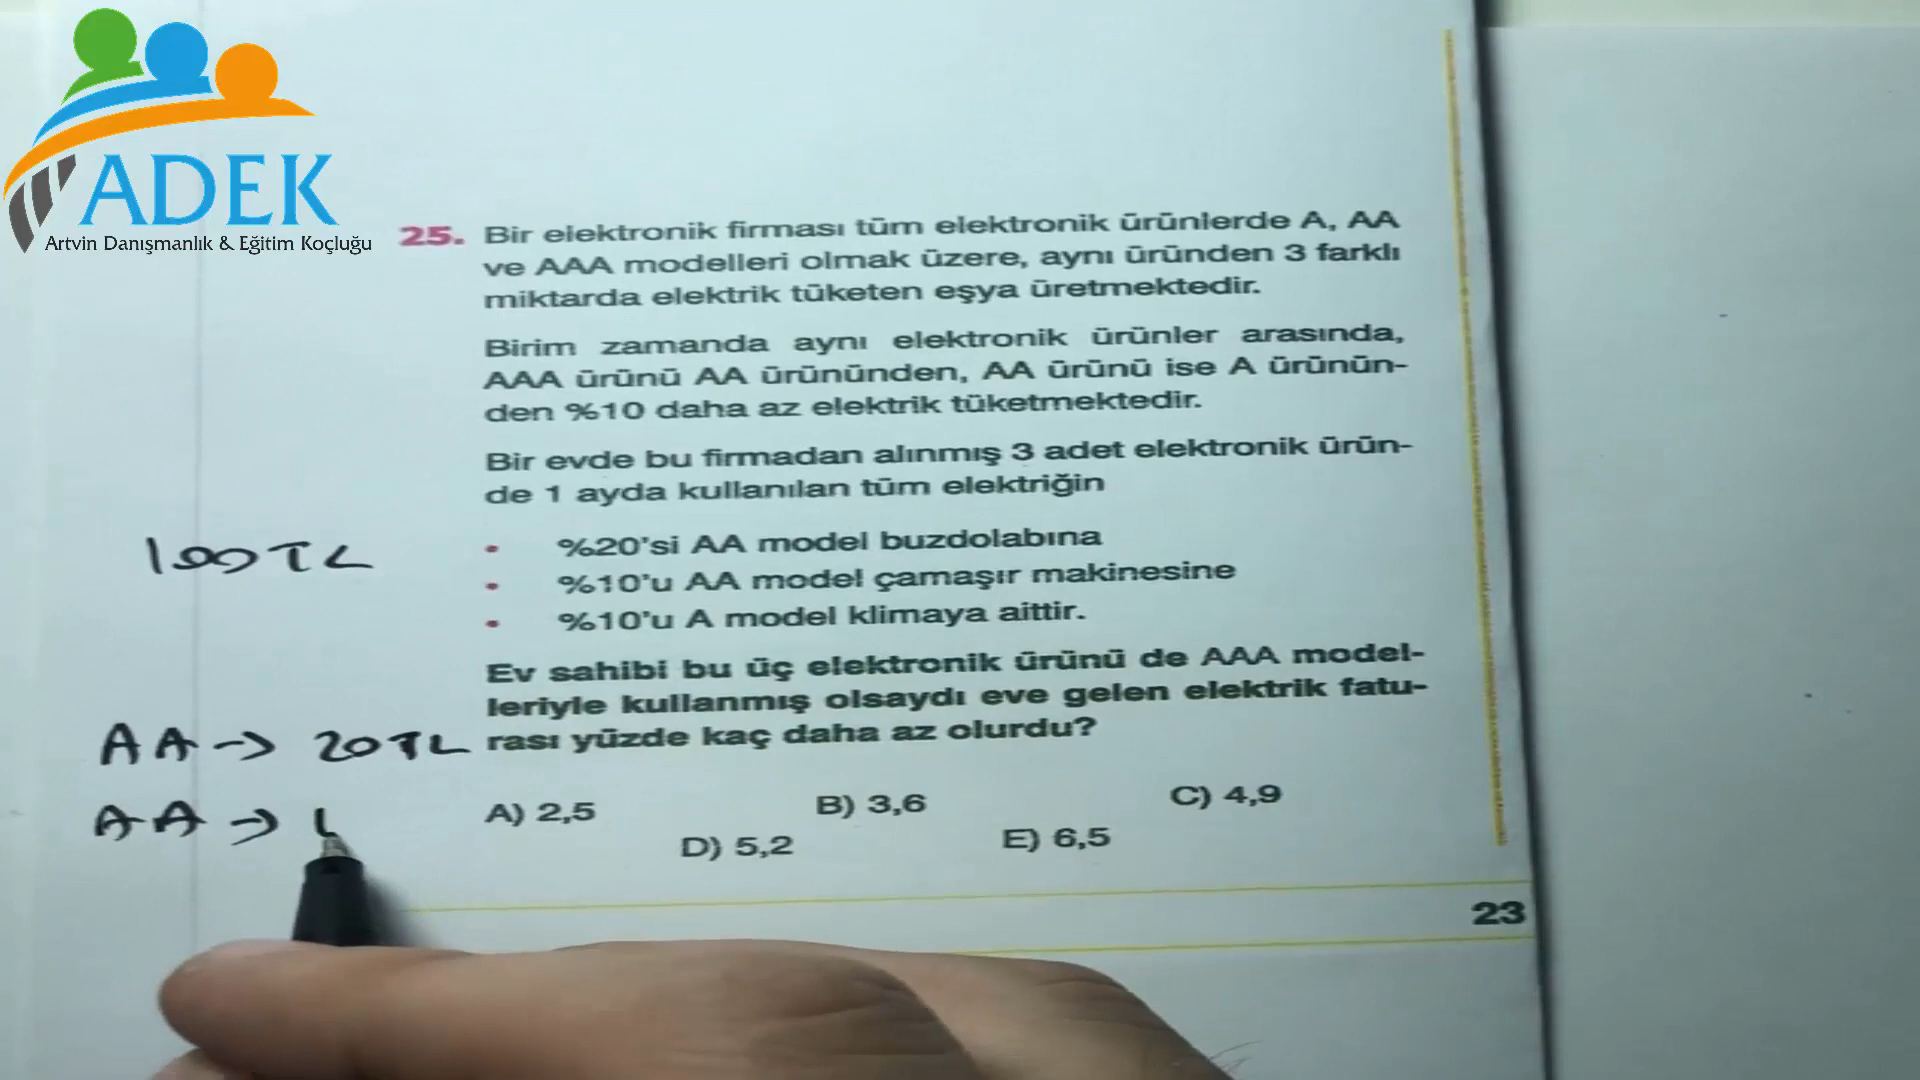 ADEK
Artvin Danışmanlık & Eğitim Koçluğu
25. Bir elektronik firması tüm elektronik ürünlerde A, AA
ve AAA modelleri olmak üzere, aynı üründen 3 farklı
miktarda elektrik tüketen eşya üretmektedir.
Birim zamanda aynı elektronik ürünler arasında,
AAA ürünü AA ürününden, AA ürünü ise A ürünün-
den %10 daha az elektrik tüketmektedir.
Bir evde bu firmadan alınmış 3 adet elektronik ürün-
de 1 ayda kullanılan tüm elektriğin
• %20'si AA model buzdolabına
• %10'u AA model çamaşır makinesine
• %10'u A model klimaya aittir.
Ev sahibi bu üç elektronik ürünü de AAA model-
leriyle kullanmış olsaydı eve gelen elektrik fatu-
rası yüzde kaç daha az olurdu?
A) 2,5
B) 3,6
C) 4,9
D) 5,2
E) 6,5
23
100 TL
AA → 20 TL
AA → 1